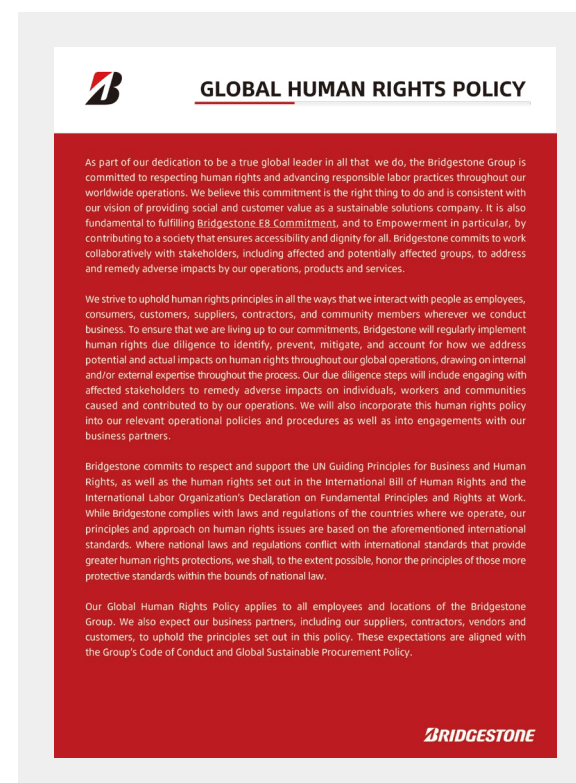 GLOBAL HUMAN RIGHTS POLICY
As part of our dedication to be a true global leader in all that we do, the Bridgestone Group is
committed to respecting human rights and advancing responsible labor practices throughout our
worldwide operations. We believe this commitment is the right thing to do and is consistent with
our vision of providing social and customer value as a sustainable solutions company. It is also
fundamental to fulfilling Bridgestone E8 Commitment, and to Empowerment in particular, by
contributing to a society that ensures accessibility and dignity for all. Bridgestone commits to work
collaboratively with stakeholders, including affected and potentially affected groups, to address
and remedy adverse impacts by our operations, products and services.
We strive to uphold human rights principles in all the ways that we interact with people as employees,
consumers, customers, suppliers, contractors, and community members wherever we conduct
business. To ensure that we are living up to our commitments, Bridgestone will regularly implement
human rights due diligence to identify, prevent, mitigate, and account for how we address
potential and actual impacts on human rights throughout our global operations, drawing on internal
and/or external expertise throughout the process. Our due diligence steps will include engaging with
affected stakeholders to remedy adverse impacts on individuals, workers and communities
caused and contributed to by our operations. We will also incorporate this human rights policy
into our relevant operational policies and procedures as well as into engagements with our
business partners.
Bridgestone commits to respect and support the UN Guiding Principles for Business and Human
Rights, as well as the human rights set out in the International Bill of Human Rights and the
International Labor Organization's Declaration on Fundamental Principles and Rights at Work.
While Bridgestone complies with laws and regulations of the countries where we operate, our
principles and approach on human rights issues are based on the aforementioned international
standards. Where national laws and regulations conflict with international standards that provide
greater human rights protections, we shall, to the extent possible, honor the principles of those more
protective standards within the bounds of national law.
Our Global Human Rights Policy applies to all employees and locations of the Bridgestone
Group. We also expect our business partners, including our suppliers, contractors, vendors and
customers, to uphold the principles set out in this policy. These expectations are aligned with
the Group's Code of Conduct and Global Sustainable Procurement Policy.
BRIDGESTONE